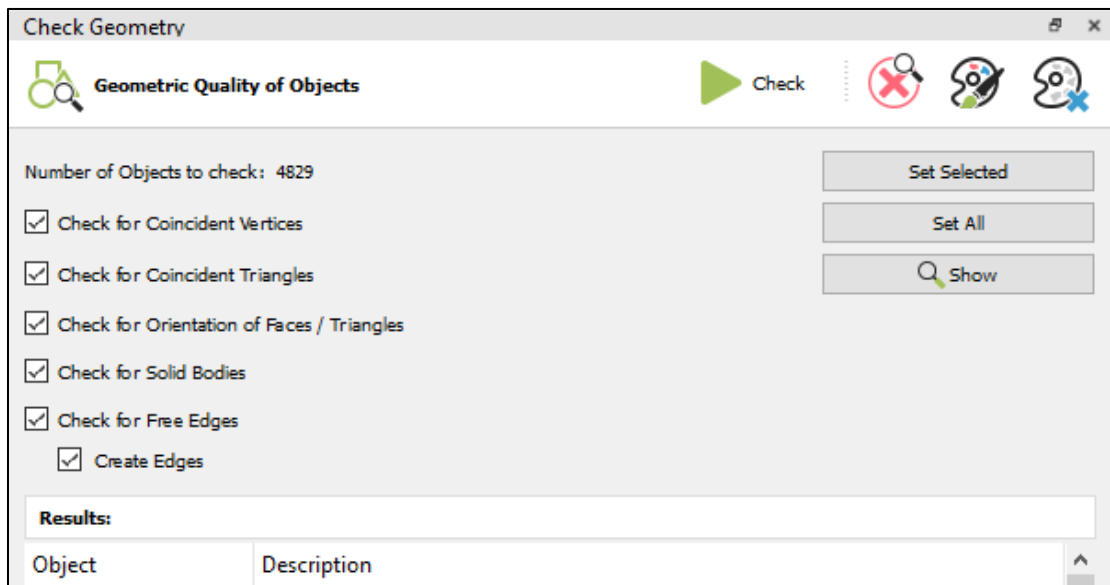 Check Geometry
Geometric Quality of Objects
Check
Number of Objects to check: 4829
Set Selected
Check for Coincident Vertices
Set All
Check for Coincident Triangles
Show
Check for Orientation of Faces / Triangles
Check for Solid Bodies
Check for Free Edges
Create Edges
Results:
Object Description